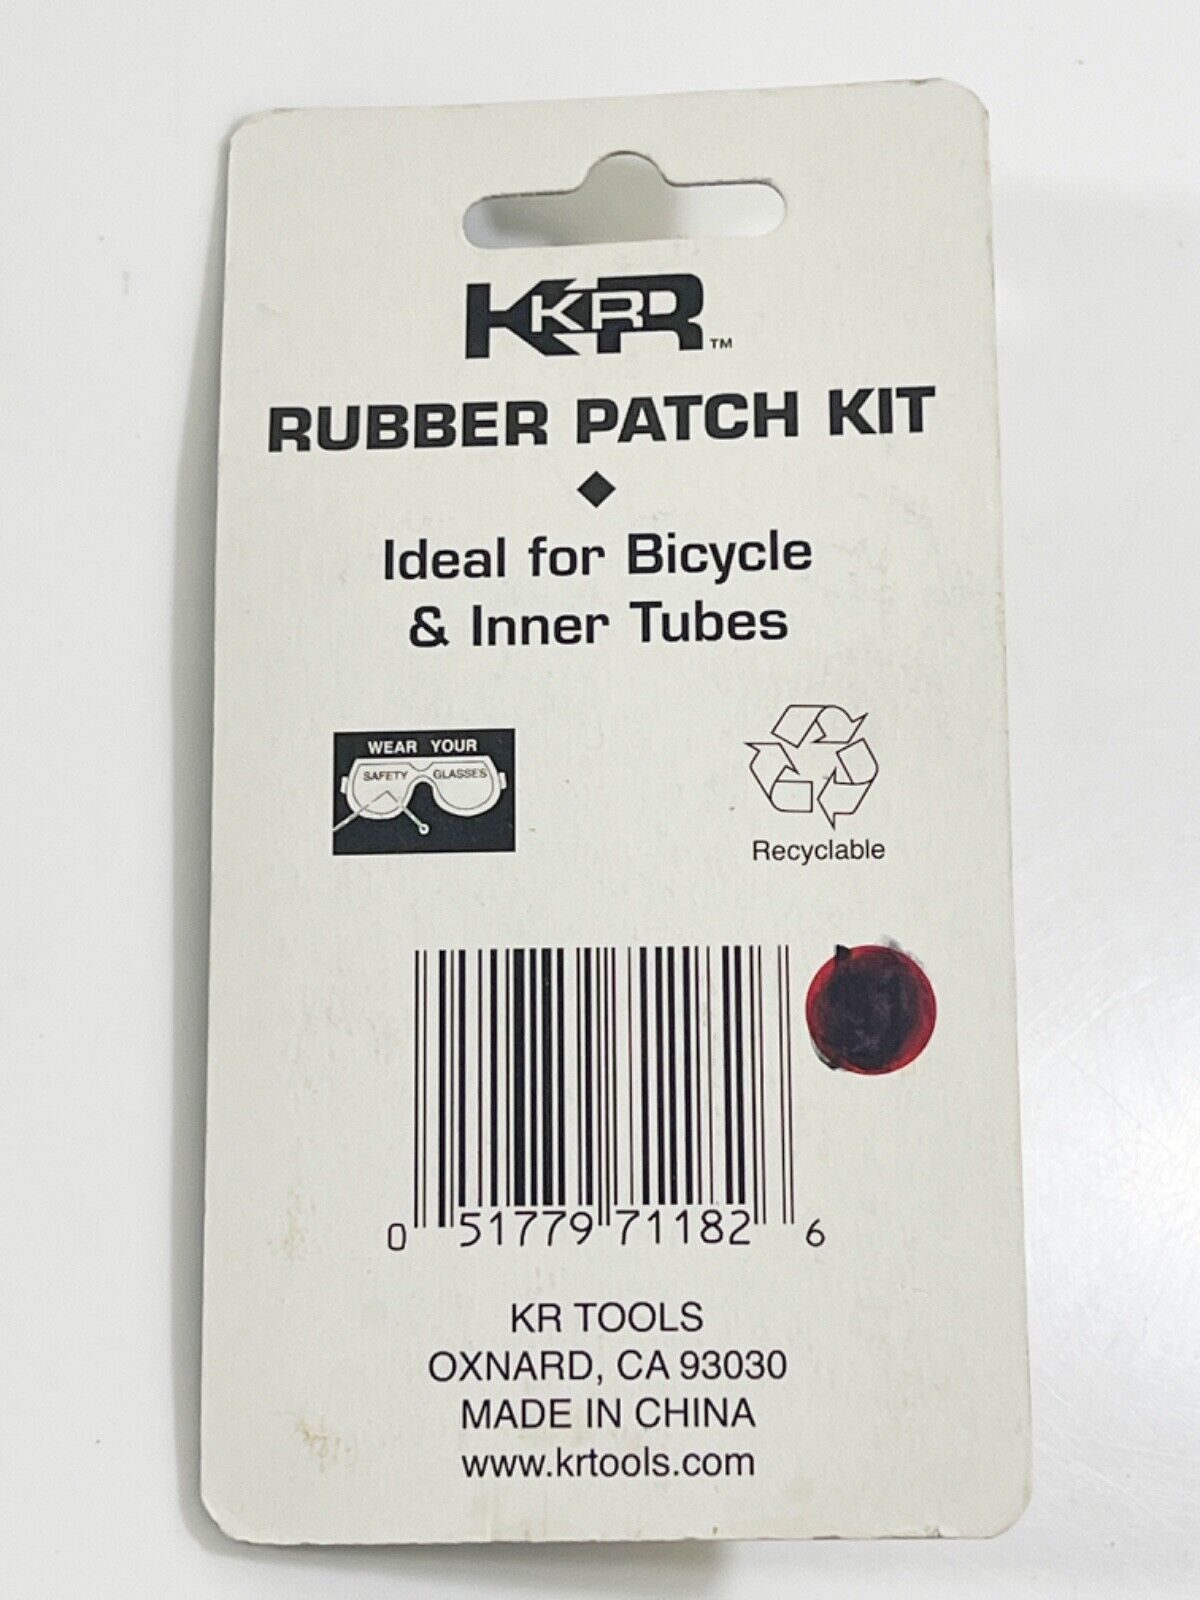 KR KR™
RUBBER PATCH KIT
Ideal for Bicycle
& Inner Tubes
WEAR YOUR
SAFETY GLASSES
Recyclable
0 51779 71182 6
KR TOOLS
OXNARD, CA 93030
MADE IN CHINA
www.krtools.com